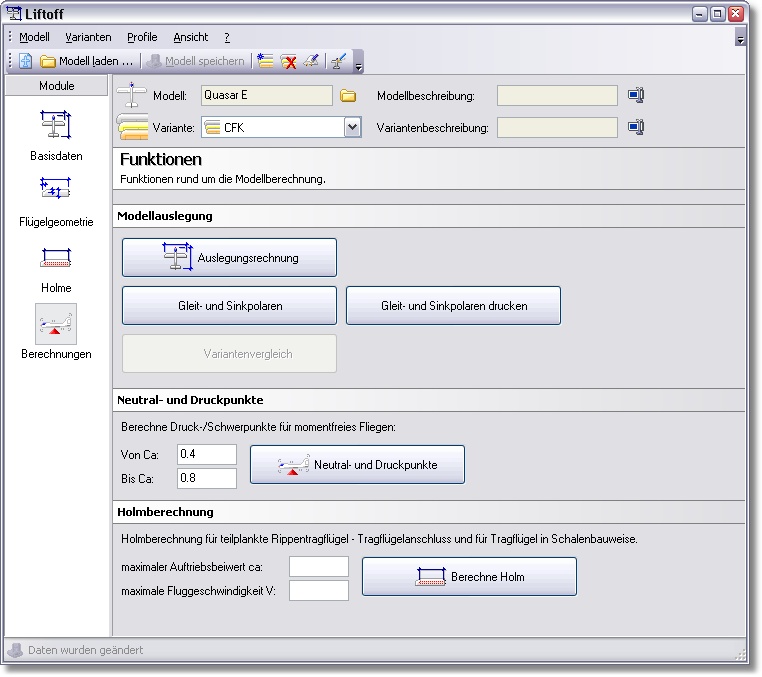 Liftoff
Modell Varianten Profile Ansicht ?
Modell laden ... Modell speichern
Module
Basisdaten
Flügelgeometrie
Holme
Berechnungen
Modell: Quasar E Modellbeschreibung:
Variante: CFK Variantenbeschreibung:
Funktionen
Funktionen rund um die Modellberechnung.
Modellauslegung
Auslegungsrechnung
Gleit- und Sinkpolaren Gleit- und Sinkpolaren drucken
Variantenvergleich
Neutral- und Druckpunkte
Berechne Druck-/Schwerpunkte für momentfreies Fliegen:
Von Ca: 0.4
Bis Ca: 0.8
Neutral- und Druckpunkte
Holmberechnung
Holmberechnung für teilplankte Rippentragflügel - Tragflügelanschluss und für Tragflügel in Schalenbauweise.
maximaler Auftriebsbeiwert ca:
maximale Fluggeschwindigkeit V:
Berechne Holm
Daten wurden geändert